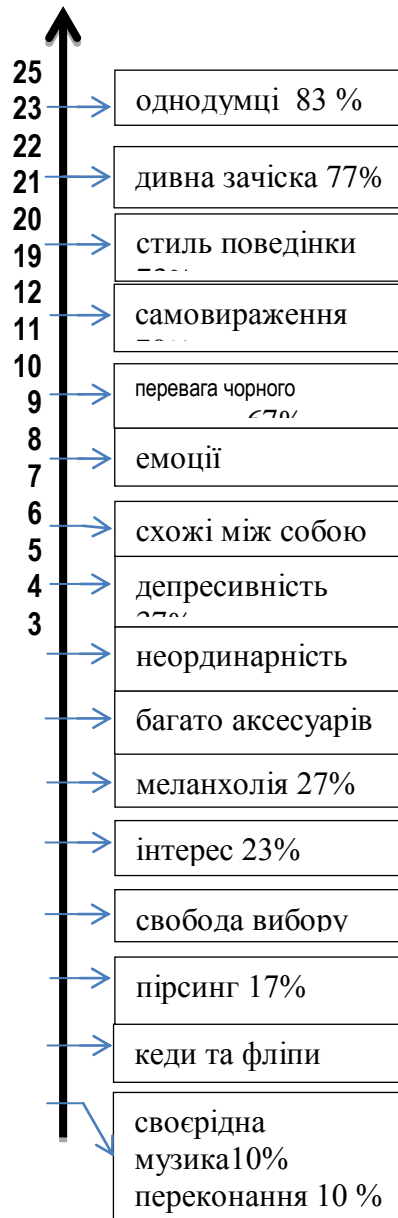 25
23
22
21
20
19
12
11
10
9
8
7
6
5
4
3
однодумці 83 %
дивна зачіска 77%
стиль поведінки
самовираження
перевага чорного
67%
емоції
схожі між собою
депресивність
неординарність
багато аксесуарів
меланхолія 27%
інтерес 23%
свобода вибору
пірсинг 17%
кеди та фліпи
своєрідна
музика10%
переконання 10 %